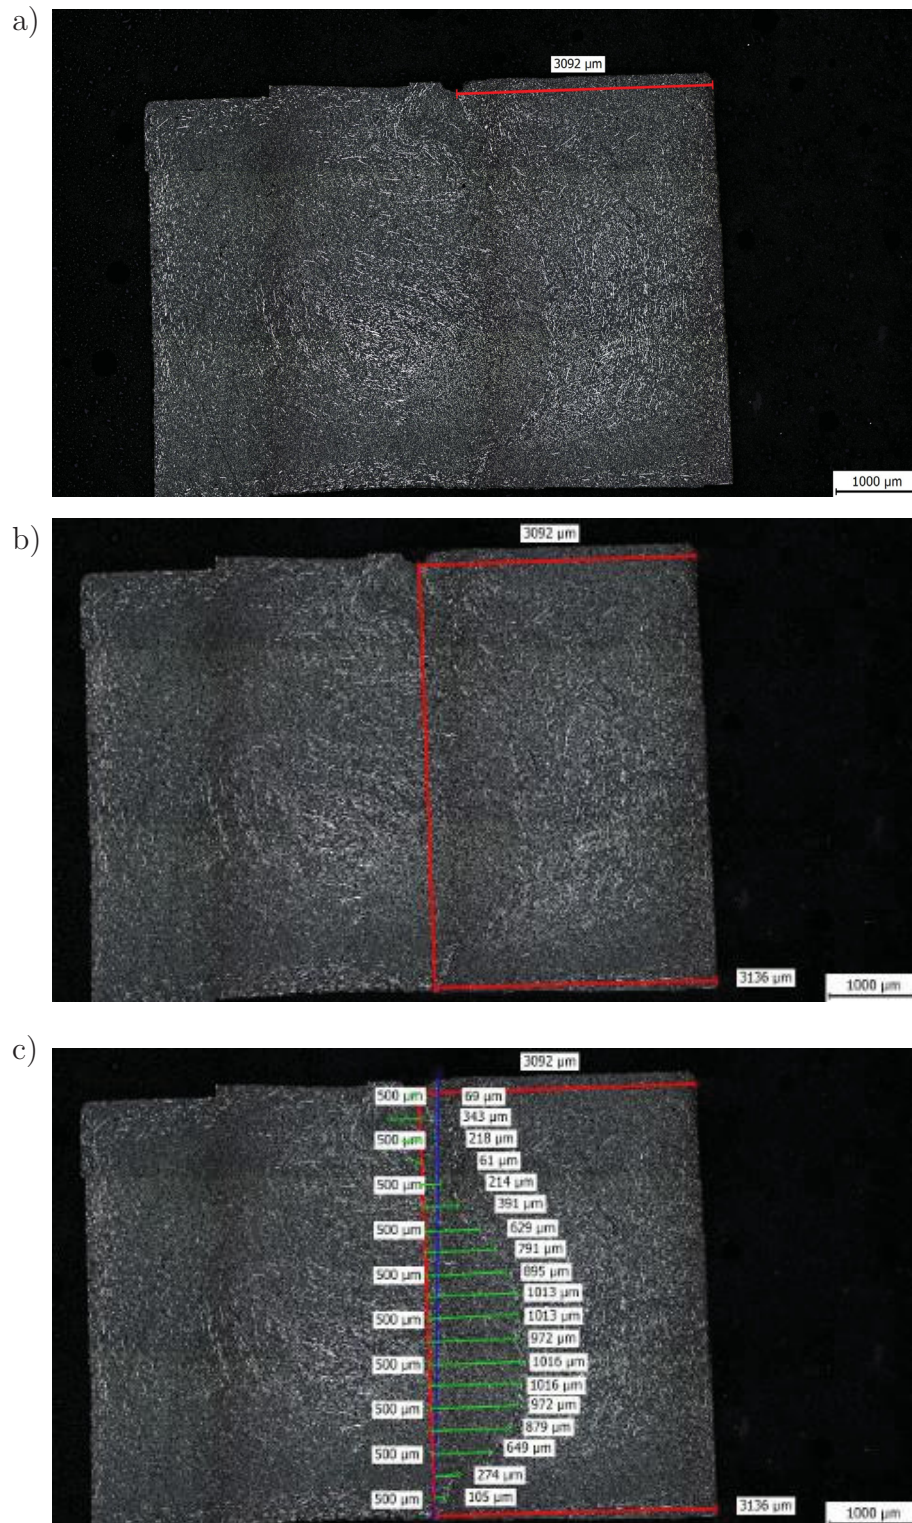 a)
3092 µm
1000 µm
b)
3092 µm
3136 µm
1000 µm
c)
3092 µm
500 µm 69 µm
343 µm
500 µm 218 µm
61 µm
500 µm 214 µm
391 µm
500 µm 629 µm
791 µm
500 µm 895 µm
1013 µm
500 µm 1013 µm
972 µm
500 µm 1016 µm
1016 µm
500 µm 972 µm
879 µm
500 µm 649 µm
274 µm
500 µm 105 µm
3136 µm
1000 µm